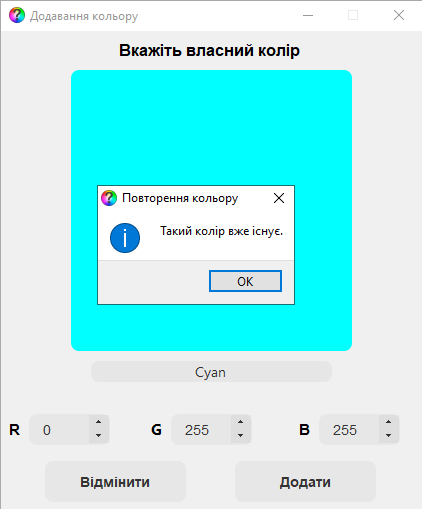 Додавання кольору
Вкажіть власний колір
Повторення кольору
Такий колір вже існує.
OK
Cyan
R 0 G 255 B 255
Відмінити Додати